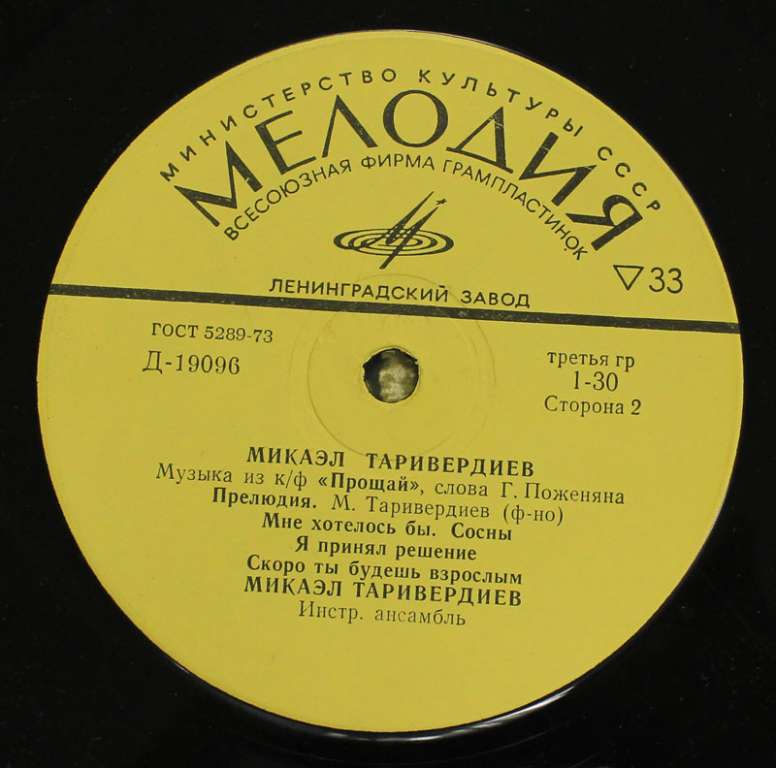 МИНИСТЕРСТВО КУЛЬТУРЫ СССР
МЕЛОДИЯ
ВСЕСОЮЗНАЯ ФИРМА ГРАМПЛАСТИНОК
▽33
ЛЕНИНГРАДСКИЙ ЗАВОД
ГОСТ 5289-73
Д-19096
третья гр
1-30
Сторона 2
МИКАЭЛ ТАРИВЕРДИЕВ
Музыка из к/ф «Прощай», слова Г. Поженяна
Прелюдия. М. Таривердиев (ф-но)
Мне хотелось бы. Сосны
Я принял решение
Скоро ты будешь взрослым
МИКАЭЛ ТАРИВЕРДИЕВ
Инстр. ансамбль